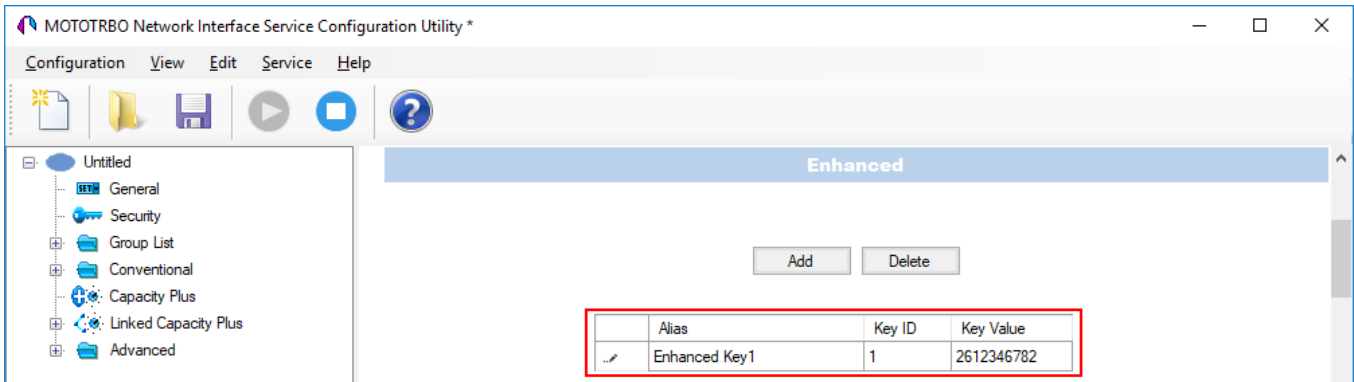 MOTOTRBO Network Interface Service Configuration Utility *
Configuration View Edit Service Help
Untitled
SET
General
Security
Group List
Conventional
Capacity Plus
Linked Capacity Plus
Advanced
Enhanced
Add Delete
Alias Key ID Key Value
Enhanced Key1 1 2612346782